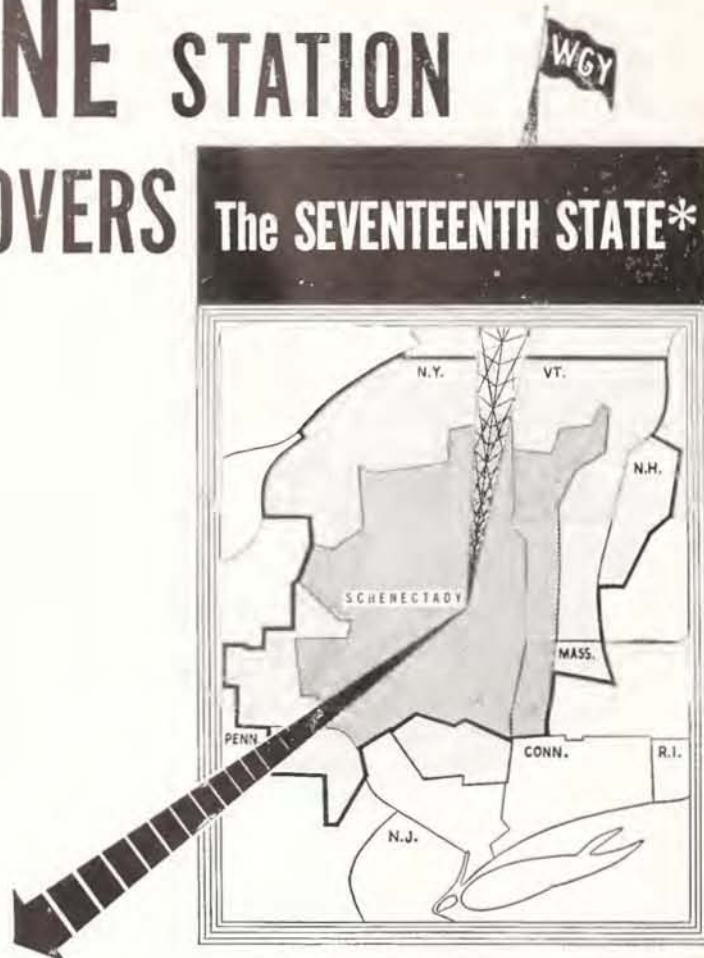 NE STATION
WGY
OVERS
The SEVENTEENTH STATE*
N.Y.
VT.
N.H.
SCHENECTADY
MASS.
PENN.
CONN.
R.I.
N.J.